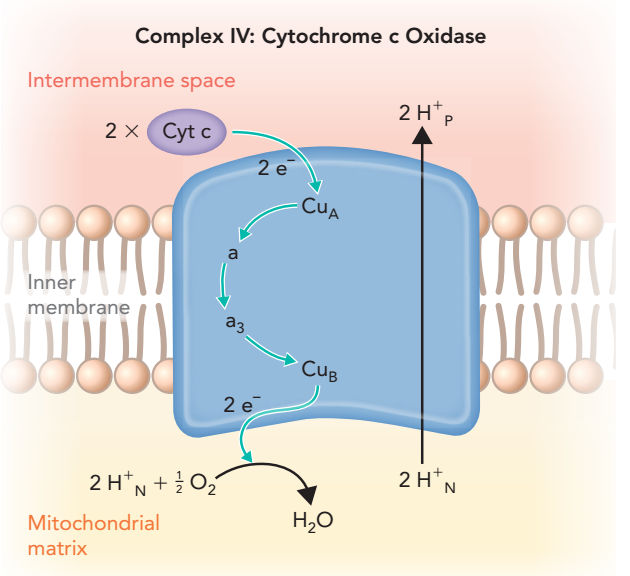 Complex IV: Cytochrome c Oxidase
Intermembrane space
2 H⁺P
2 × Cyt c
2 e⁻
CuA
a
Inner
membrane
a₃
CuB
2 e⁻
2 H⁺N + ½ O₂
2 H⁺N
H₂O
Mitochondrial
matrix